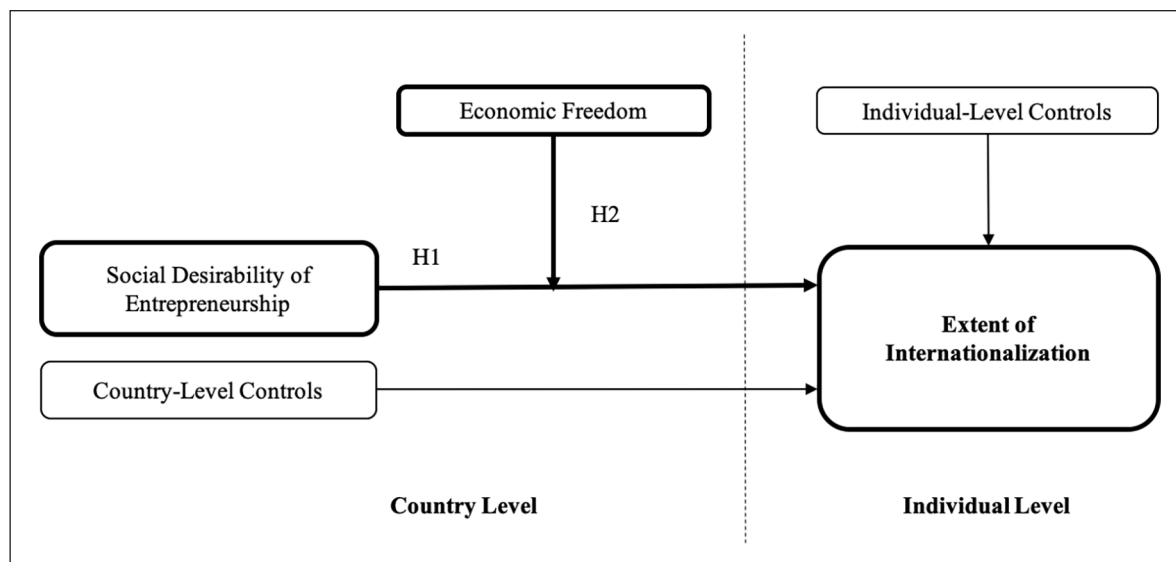 Economic Freedom
Individual-Level Controls
H2
H1
Social Desirability of
Entrepreneurship
Extent of
Internationalization
Country-Level Controls
Country Level
Individual Level